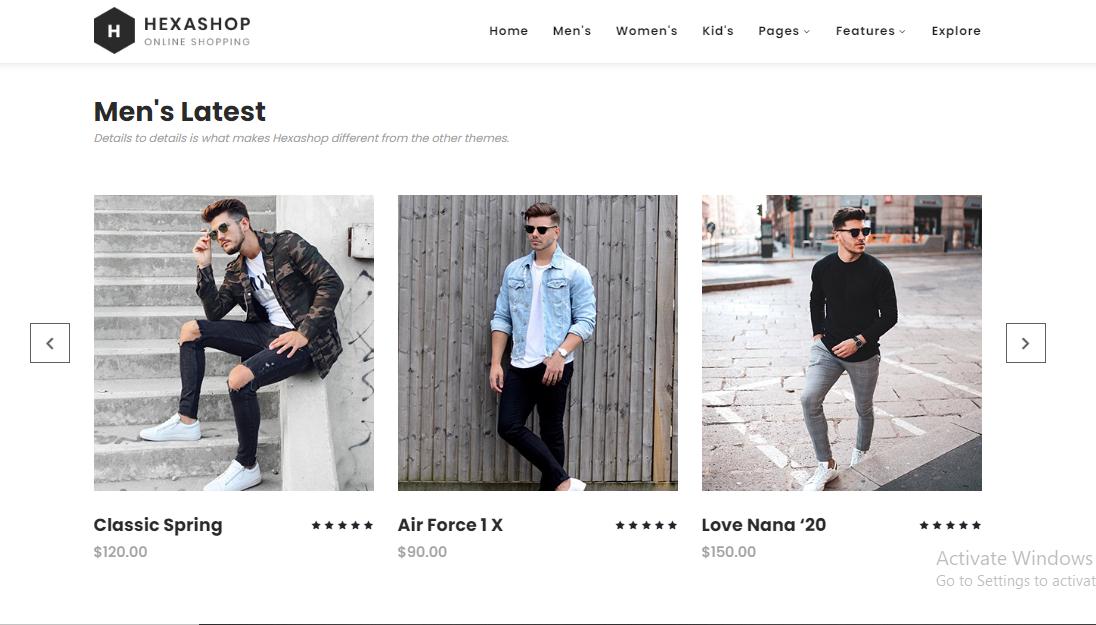 H
HEXASHOP
ONLINE SHOPPING
Home Men's Women's Kid's Pages Features Explore
Men's Latest
Details to details is what makes Hexashop different from the other themes.
Classic Spring
$120.00
Air Force 1 X
$90.00
Love Nana ‘20
$150.00
Activate Windows
Go to Settings to activat